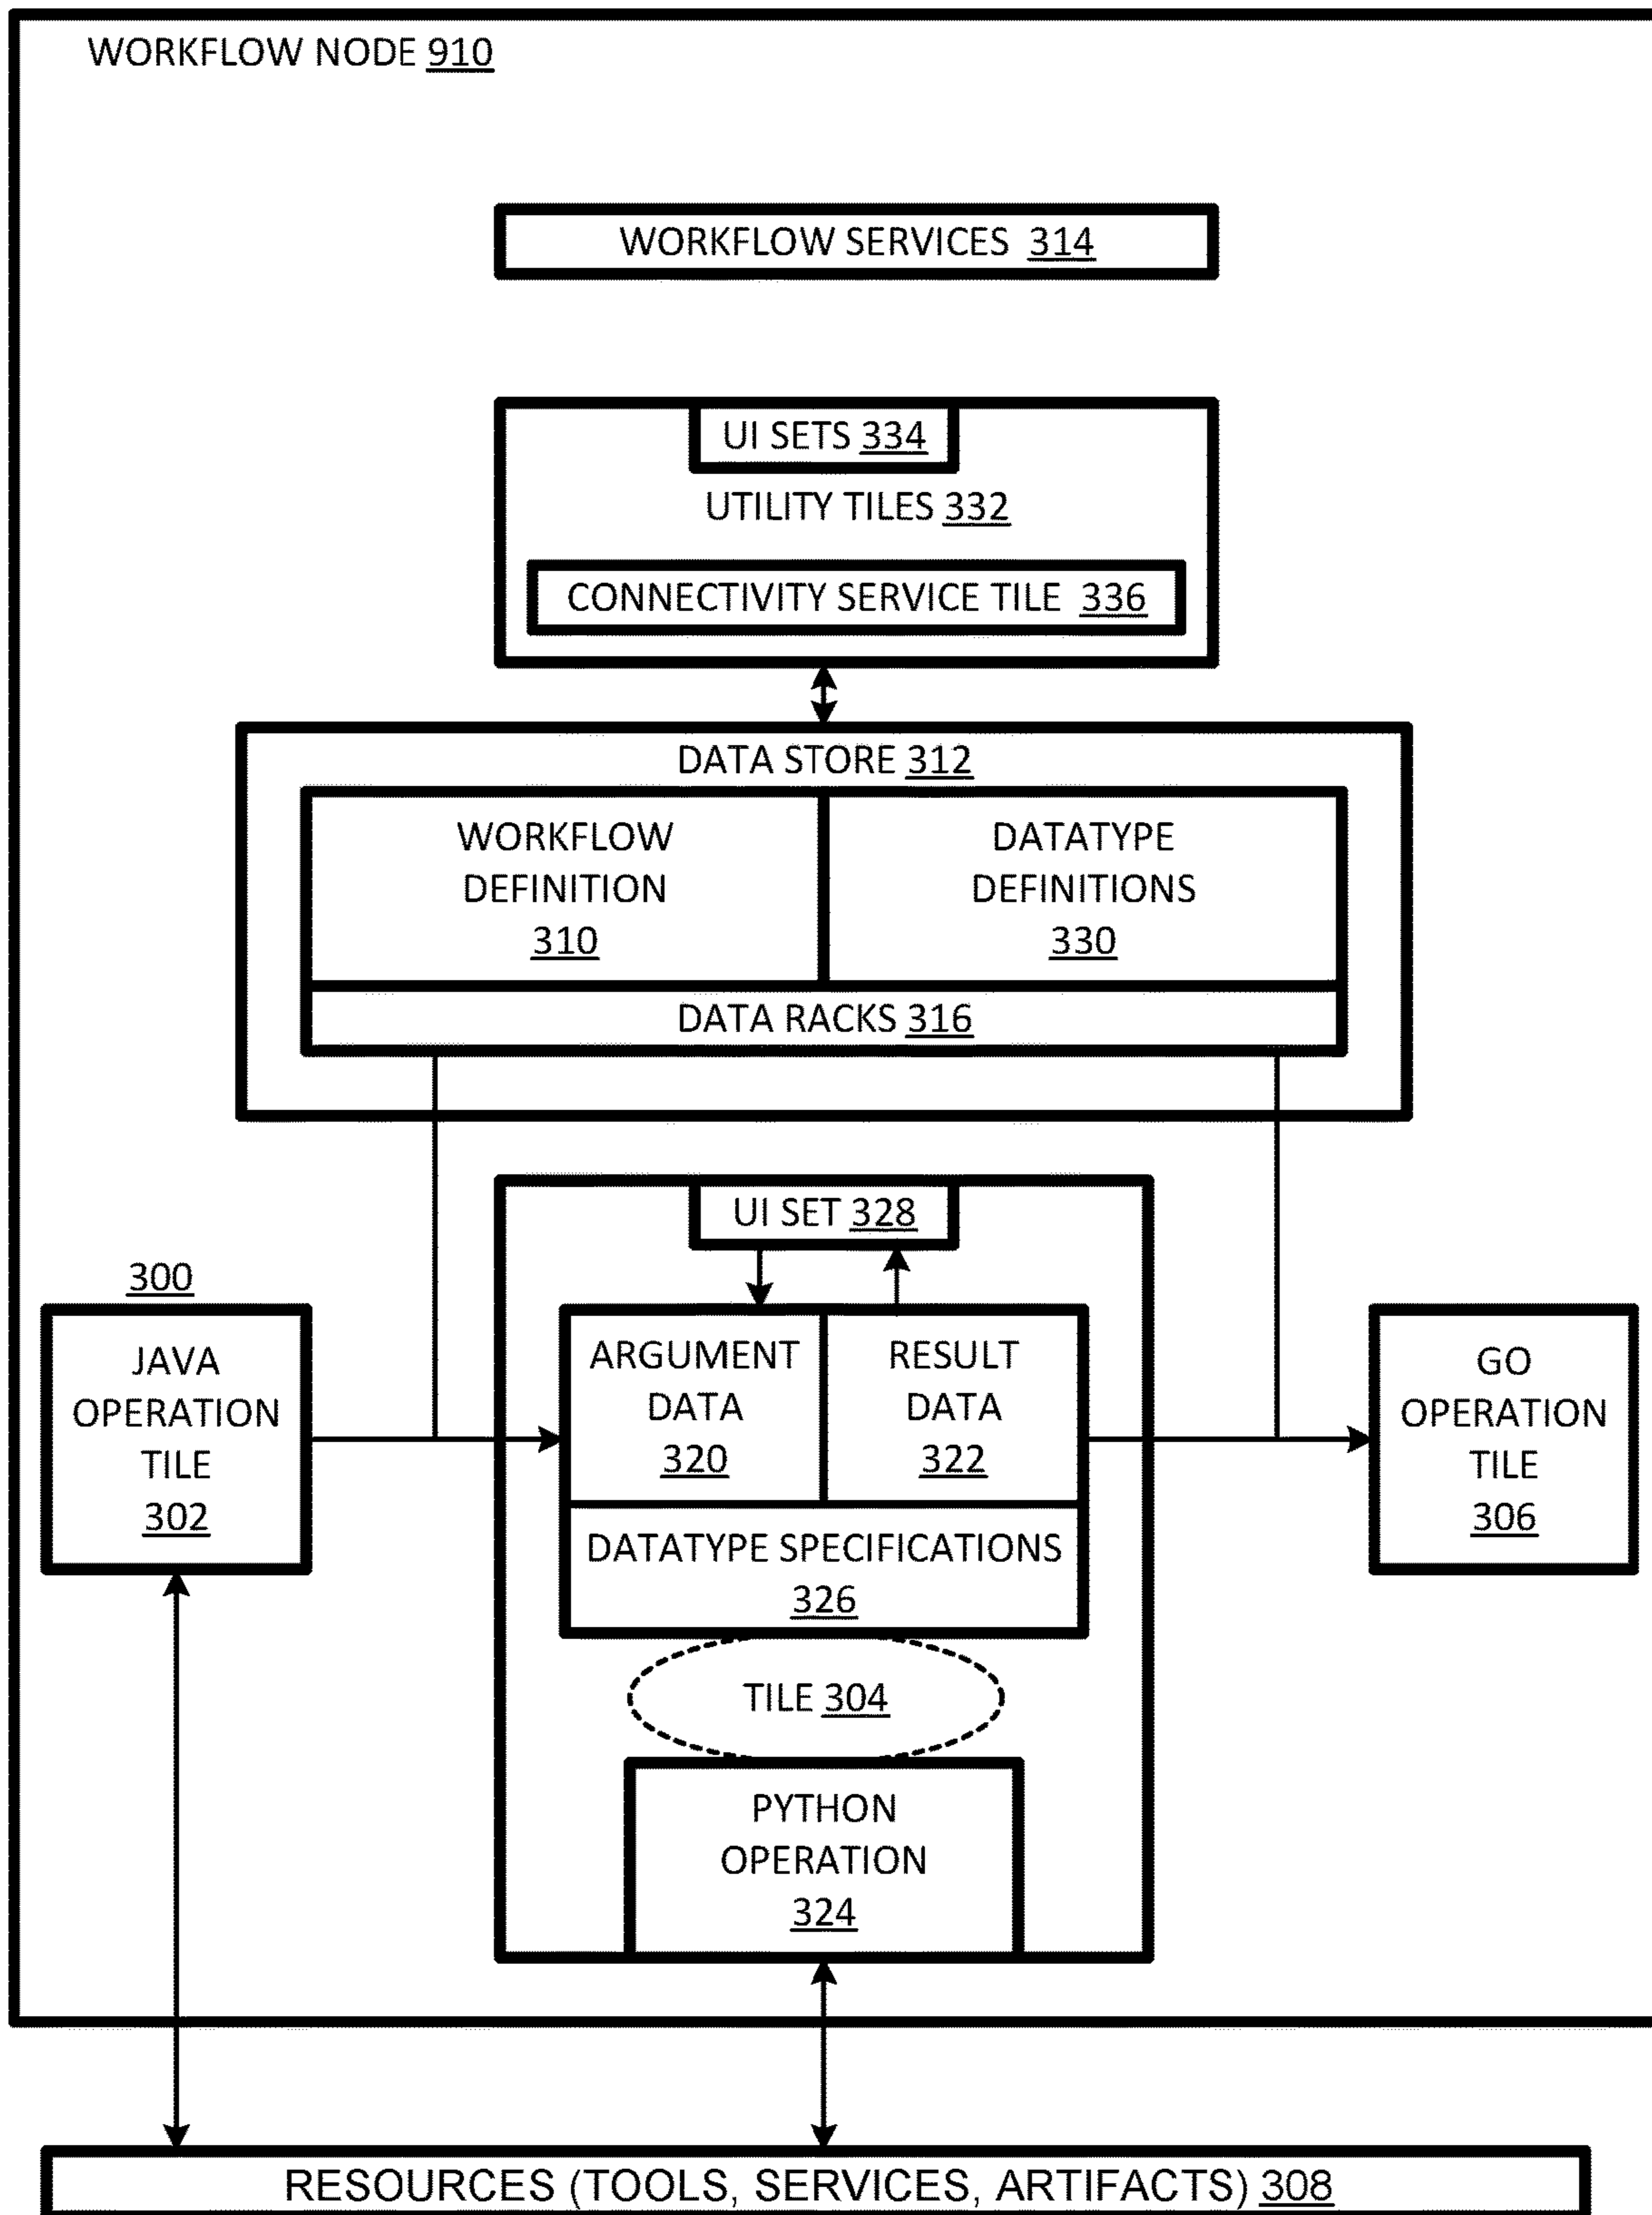 WORKFLOW NODE 910
WORKFLOW SERVICES 314
UI SETS 334
UTILITY TILES 332
CONNECTIVITY SERVICE TILE 336
DATA STORE 312
WORKFLOW
DEFINITION
310
DATATYPE
DEFINITIONS
330
DATA RACKS 316
UI SET 328
300
JAVA
OPERATION
TILE
302
ARGUMENT
DATA
320
RESULT
DATA
322
GO
OPERATION
TILE
306
DATATYPE SPECIFICATIONS
326
TILE 304
PYTHON
OPERATION
324
RESOURCES (TOOLS, SERVICES, ARTIFACTS) 308